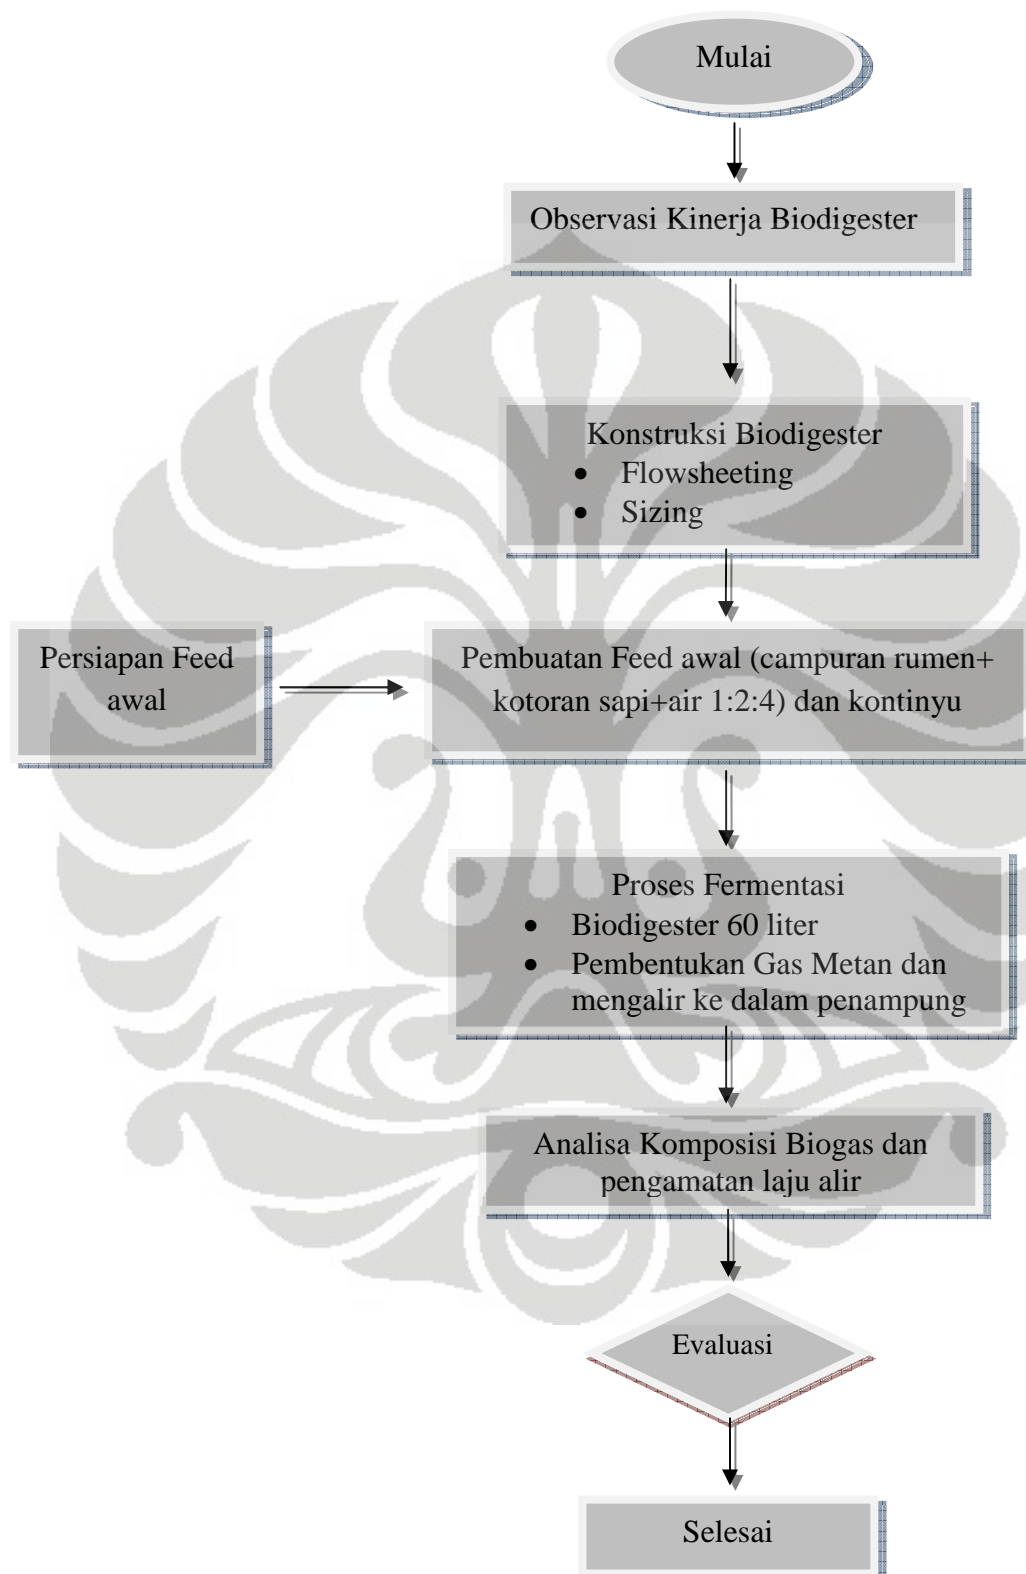 Mulai
Observasi Kinerja Biodigester
Konstruksi Biodigester
• Flowsheeting
• Sizing
Persiapan Feed
awal
Pembuatan Feed awal (campuran rumen+
kotoran sapi+air 1:2:4) dan kontinyu
Proses Fermentasi
• Biodigester 60 liter
• Pembentukan Gas Metan dan
mengalir ke dalam penampung
Analisa Komposisi Biogas dan
pengamatan laju alir
Evaluasi
Selesai